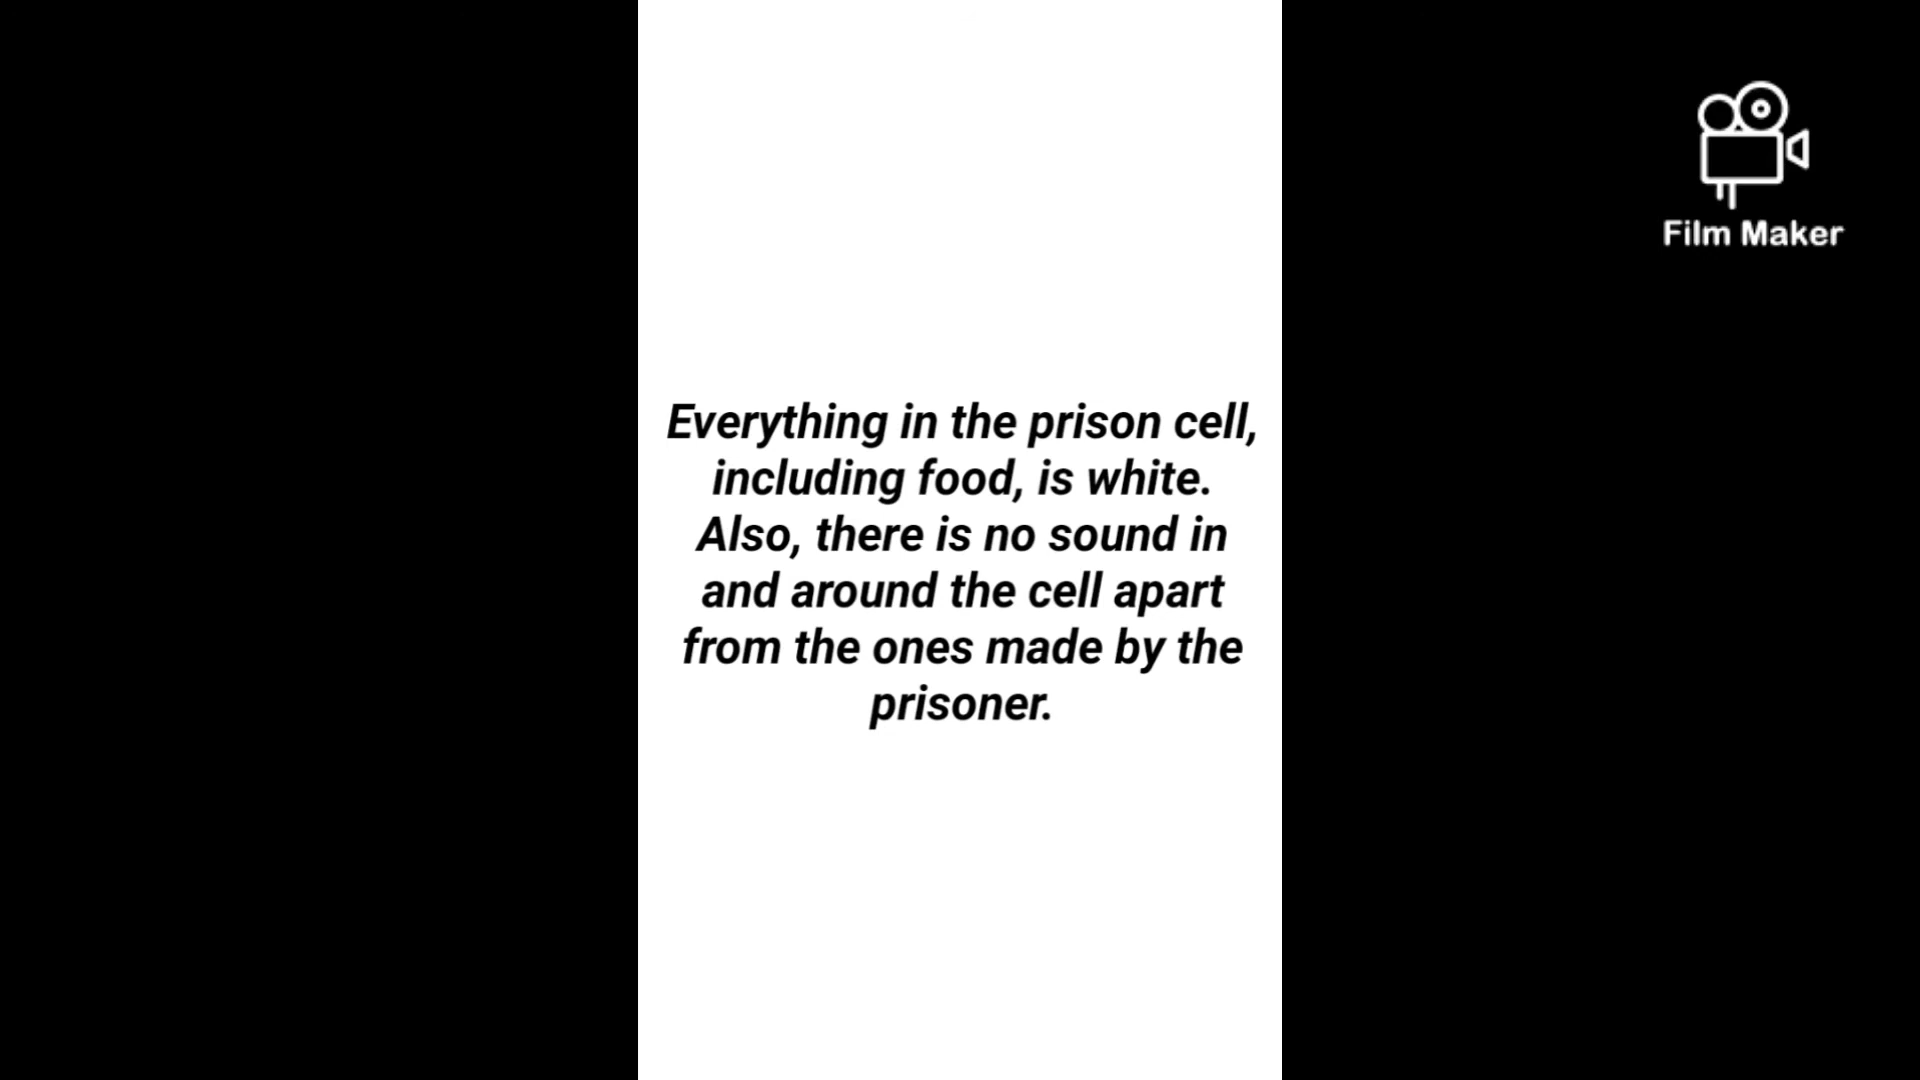 Everything in the prison cell,
including food, is white.
Also, there is no sound in
and around the cell apart
from the ones made by the
prisoner.
Film Maker